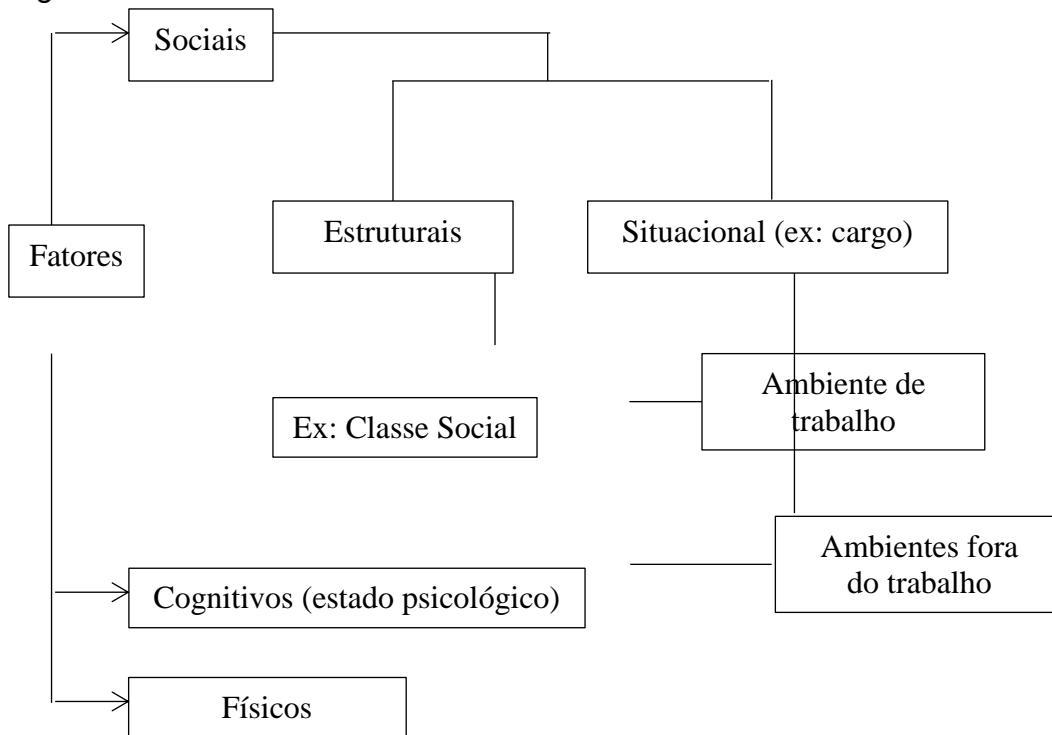 Sociais
Estruturais
Situacional (ex: cargo)
Fatores
Ambiente de
trabalho
Ex: Classe Social
Ambientes fora
do trabalho
Cognitivos (estado psicológico)
Físicos